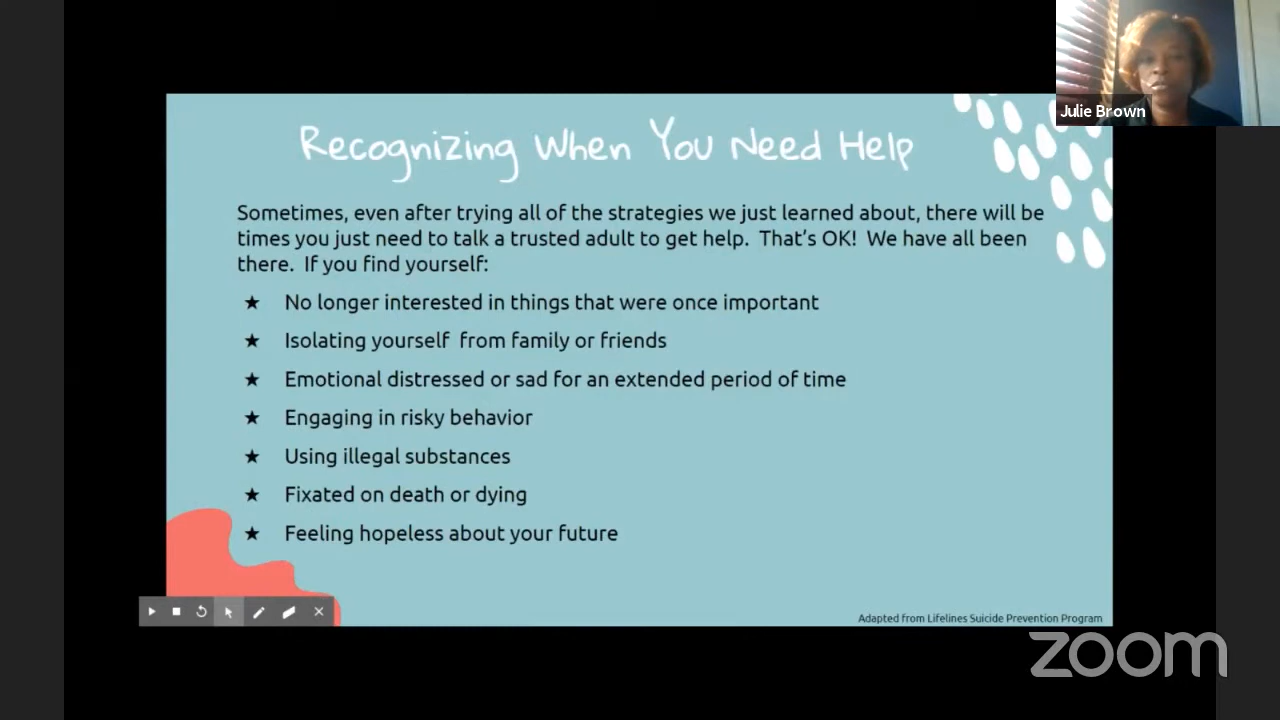 Julie Brown
Recognizing When You Need Help
Sometimes, even after trying all of the strategies we just learned about, there will be
times you just need to talk a trusted adult to get help.  That's OK!  We have all been
there.  If you find yourself:
★ No longer interested in things that were once important
★ Isolating yourself  from family or friends
★ Emotional distressed or sad for an extended period of time
★ Engaging in risky behavior
★ Using illegal substances
★ Fixated on death or dying
★ Feeling hopeless about your future
Adapted from Lifelines Suicide Prevention Program
zoom